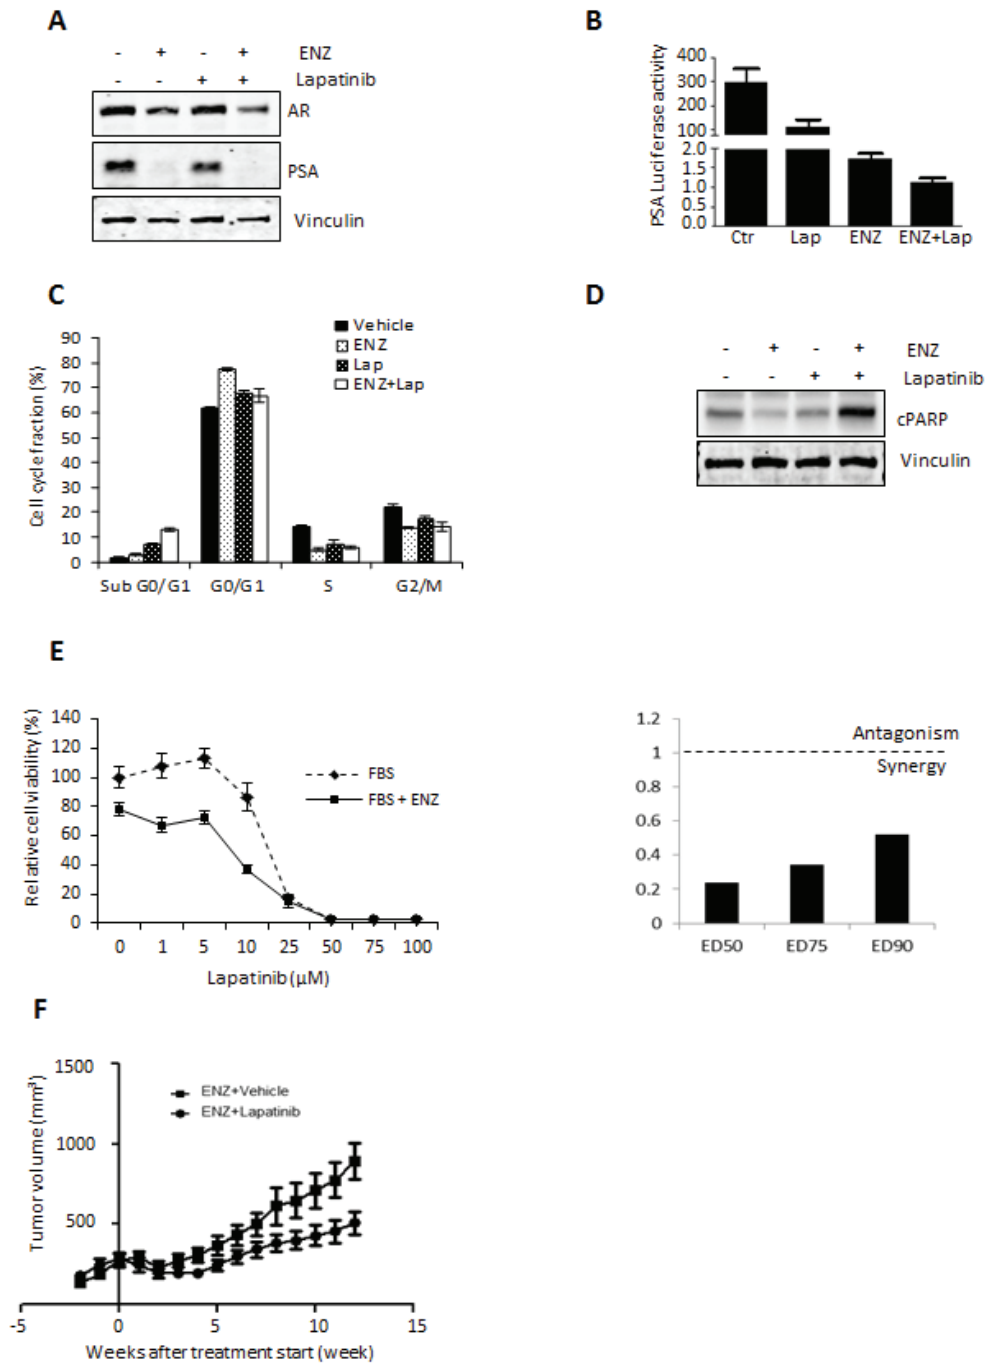 A
- + - + ENZ
- - + + Lapatinib
AR
PSA
Vinculin
B
PSA Luciferase activity
400
300
200
100
2.0
1.5
1.0
0.5
0.0
Ctr Lap ENZ ENZ+Lap
C
Vehicle
ENZ
Lap
ENZ+Lap
Cell cycle fraction (%)
90
80
70
60
50
40
30
20
10
0
Sub G0/G1 G0/G1 S G2/M
D
- + - + ENZ
- - + + Lapatinib
cPARP
Vinculin
E
Relative cell viability (%)
140
120
100
80
60
40
20
0
FBS
FBS + ENZ
0 1 5 10 25 50 75 100
Lapatinib (µM)
1.2
1
0.8
0.6
0.4
0.2
0
Antagonism
Synergy
ED50 ED75 ED90
F
Tumor volume (mm³)
1500
1000
500
ENZ+Vehicle
ENZ+Lapatinib
-5 0 5 10 15
Weeks after treatment start (week)